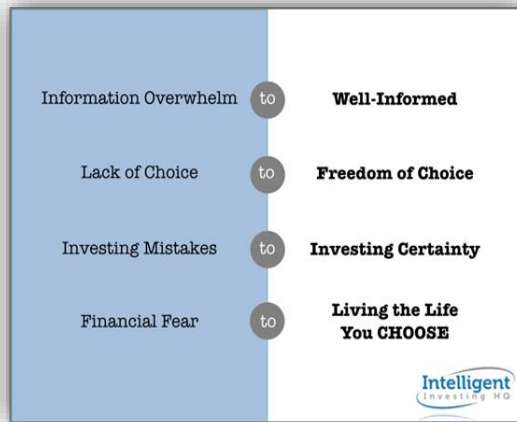 Information Overwhelm to Well-Informed
Lack of Choice to Freedom of Choice
Investing Mistakes to Investing Certainty
Financial Fear to Living the Life
You CHOOSE
Intelligent
Investing HQ